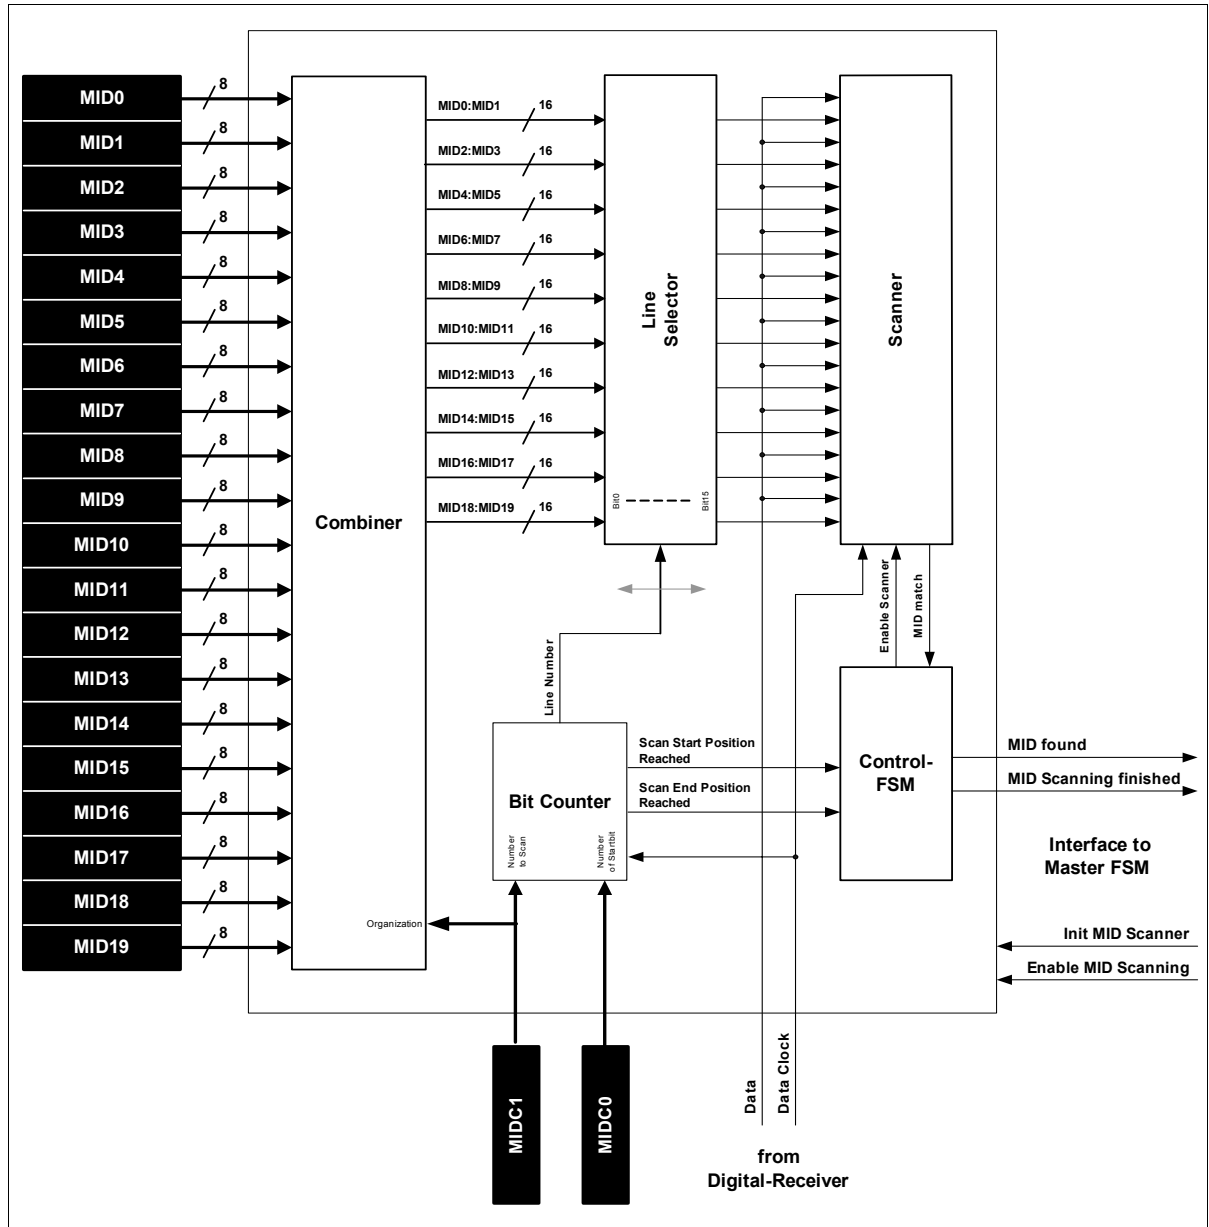 MID0
8
MID1
8
MID2
8
MID3
8
MID4
8
MID5
8
MID6
8
MID7
8
MID8
8
MID9
8
MID10
8
MID11
8
MID12
8
MID13
8
MID14
8
MID15
8
MID16
8
MID17
8
MID18
8
MID19
8
Combiner
Organization
MID0:MID1
16
MID2:MID3
16
MID4:MID5
16
MID6:MID7
16
MID8:MID9
16
MID10:MID11
16
MID12:MID13
16
MID14:MID15
16
MID16:MID17
16
MID18:MID19
16
Line
Selector
Bit0
Bit15
Scanner
Line Number
Enable Scanner
MID match
Bit Counter
Number
to Scan
Number
of Startbit
Scan Start Position
Reached
Scan End Position
Reached
Control-
FSM
MID found
MID Scanning finished
Interface to
Master FSM
Init MID Scanner
Enable MID Scanning
MIDC1
MIDC0
Data
Data Clock
from
Digital-Receiver